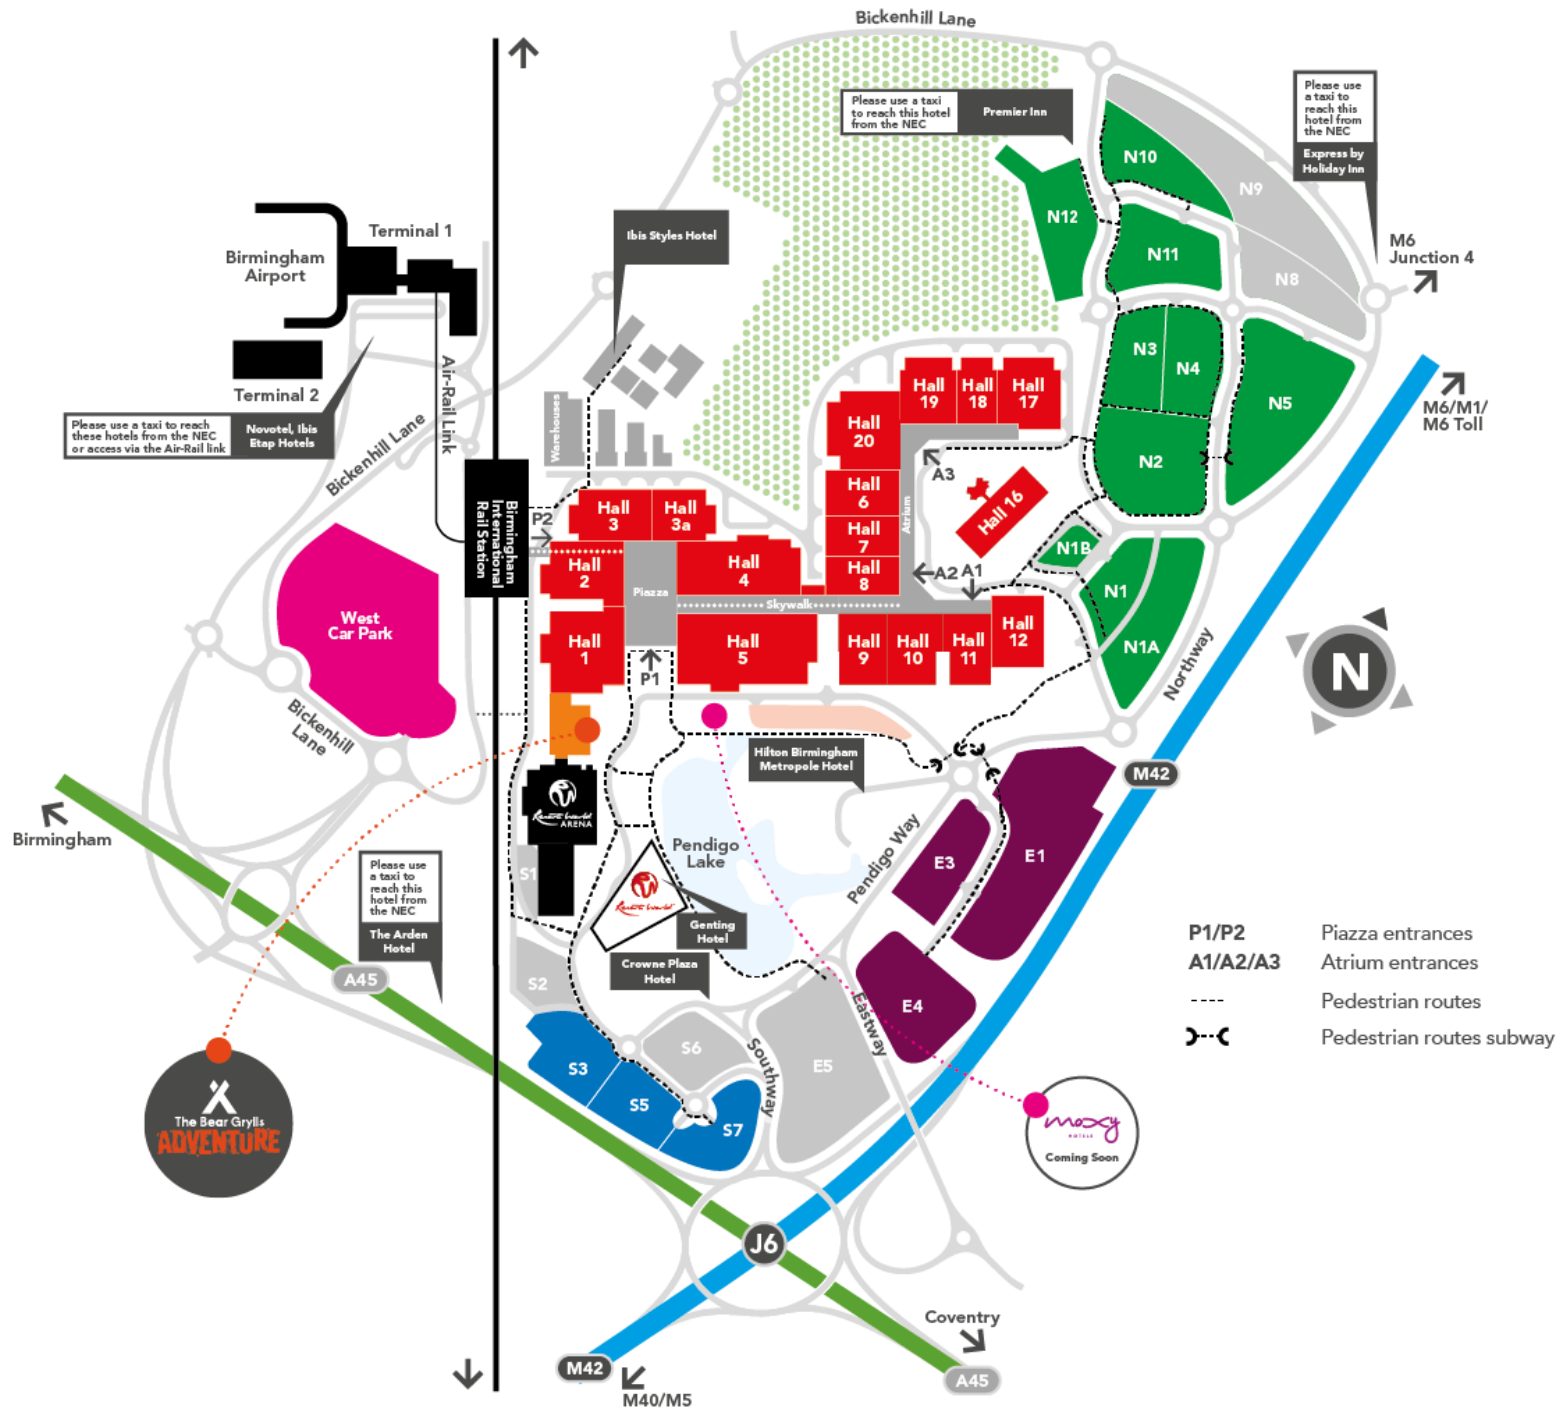 Bickenhill Lane
Please use a taxi
to reach this hotel
from the NEC
Premier Inn
Please use
a taxi to
reach this
hotel from
the NEC
Express by
Holiday Inn
N10
N9
N12
N11
N8
M6
Junction 4
Ibis Styles Hotel
Terminal 1
Birmingham
Airport
Terminal 2
Air-Rail Link
Please use a taxi to reach
these hotels from the NEC
or access via the Air-Rail link
Novotel, Ibis
Etap Hotels
Bickenhill Lane
Warehouses
N3
N4
N5
N2
M6/M1/
M6 Toll
Hall
19
Hall
18
Hall
17
Hall
20
A3
Hall 16
Hall
6
Hall
7
Hall
8
Atrium
A2
A1
Birmingham
International
Rail Station
P2
Hall
3
Hall
3a
Hall
2
Hall
4
Piazza
Skywalk
N1B
N1
N1A
Northway
West
Car Park
Hall
1
P1
Hall
5
Hall
9
Hall
10
Hall
11
Hall
12
N
Bickenhill
Lane
Hilton Birmingham
Metropole Hotel
M42
Birmingham
Resorts World
ARENA
Pendigo
Lake
Pendigo Way
E3
E1
S1
Please use
a taxi to
reach this
hotel from
the NEC
The Arden
Hotel
Resorts World
Genting
Hotel
Crowne Plaza
Hotel
A45
S2
E4
Eastway
P1/P2
Piazza entrances
A1/A2/A3
Atrium entrances
Pedestrian routes
Pedestrian routes subway
S3
S6
Southway
E5
S5
S7
The Bear Grylls
ADVENTURE
moxy
HOTELS
Coming Soon
J6
Coventry
M42
M40/M5
A45